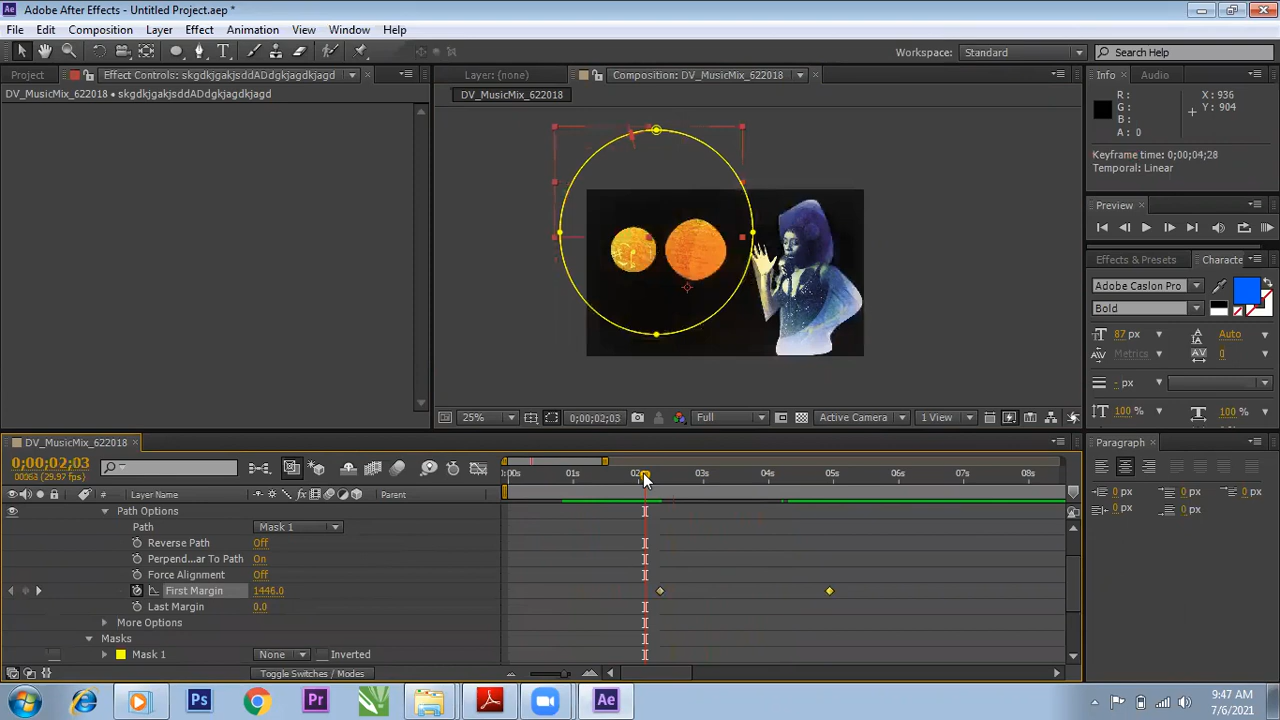 Adobe After Effects - Untitled Project.aep *
File Edit Composition Layer Effect Animation View Window Help
Workspace: Standard Search Help
Project Effect Controls: skgdkjgakjsddADdgkjagdkjagd Layer: (none) Composition: DV_MusicMix_622018 Info Audio
DV_MusicMix_622018 • skgdkjgakjsddADdgkjagdkjagd
DV_MusicMix_622018
R :
G :
B :
A : 0
X : 936
Y : 904
Keyframe time: 0;00;04;28
Temporal: Linear
Preview
Effects & Presets Characte
Adobe Caslon Pro
Bold
87 px Auto
Metrics 0
- px
100 % 100 %
25% 0;00;02;03 Full Active Camera 1 View
DV_MusicMix_622018
0;00;02;03
00063 (29.97 fps)
:00s 01s 02s 03s 04s 05s 06s 07s 08s
# Layer Name Parent
Path Options
Path Mask 1
Reverse Path Off
Perpend...ar To Path On
Force Alignment Off
First Margin 1446.0
Last Margin 0.0
More Options
Masks
Mask 1 None Inverted
Toggle Switches / Modes
Paragraph
0 px 0 px 0 px
0 px 0 px
Ps Pr Ae
9:47 AM
7/6/2021